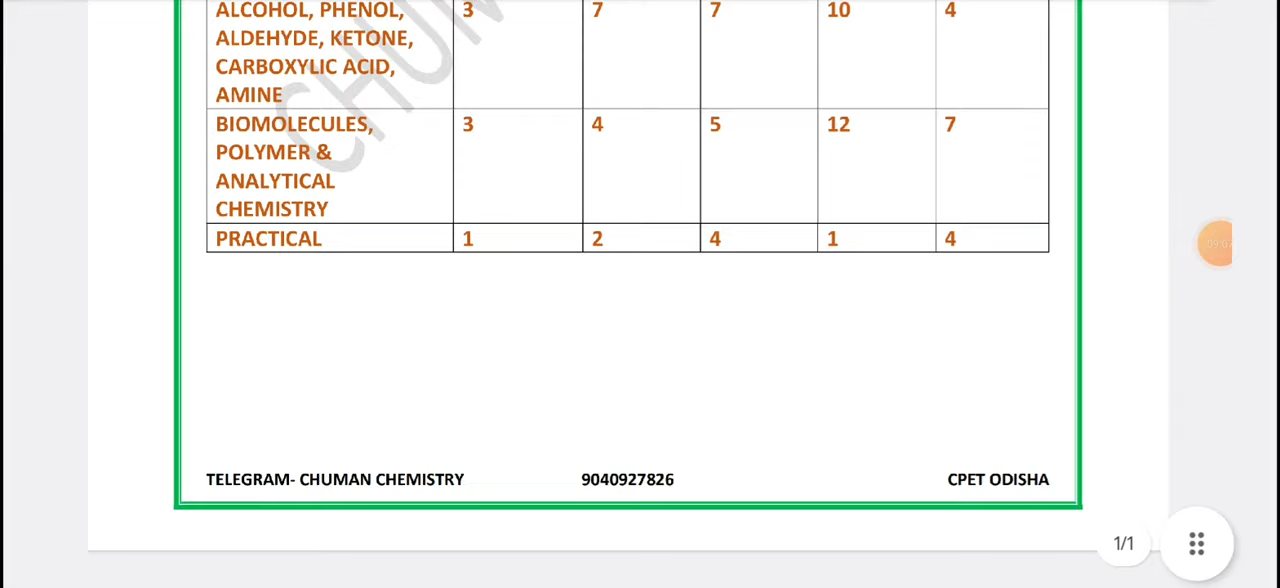 ALCOHOL, PHENOL, 3 7 7 10 4
ALDEHYDE, KETONE,
CARBOXYLIC ACID,
AMINE
BIOMOLECULES, 3 4 5 12 7
POLYMER &
ANALYTICAL
CHEMISTRY
PRACTICAL 1 2 4 1 4
TELEGRAM- CHUMAN CHEMISTRY 9040927826 CPET ODISHA
1/1